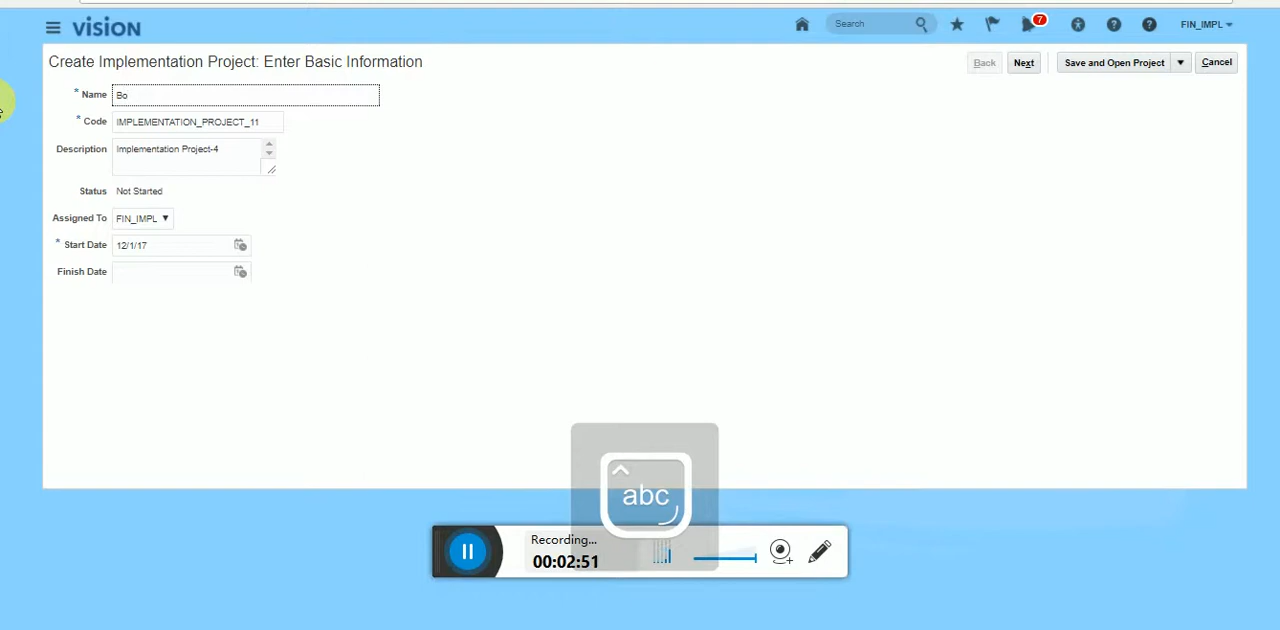 vision
Search
7
FIN_IMPL
Create Implementation Project: Enter Basic Information
Back
Next
Save and Open Project
Cancel
* Name Bo
* Code IMPLEMENTATION_PROJECT_11
Description Implementation Project-4
Status Not Started
Assigned To FIN_IMPL
* Start Date 12/1/17
Finish Date
abc
Recording...
00:02:51